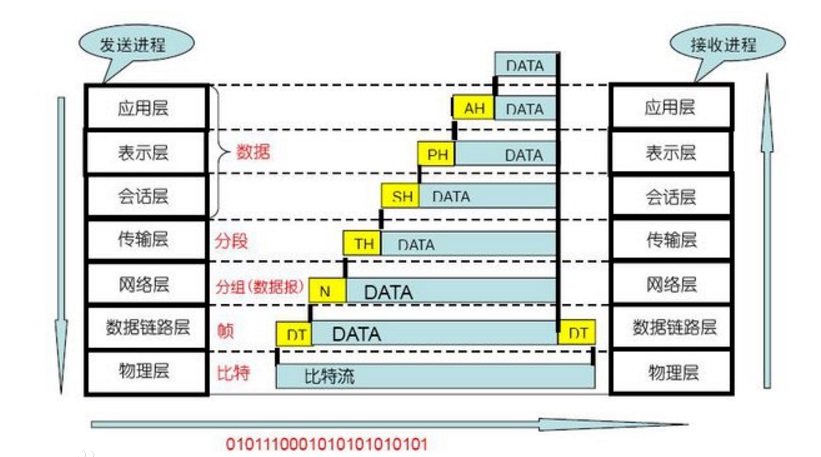 发送进程
接收进程
DATA
应用层
AH
DATA
应用层
表示层
数据
PH
DATA
表示层
会话层
SH
DATA
会话层
传输层
分段
TH
DATA
传输层
网络层
分组(数据报)
N
DATA
网络层
数据链路层
帧
DT
DATA
DT
数据链路层
物理层
比特
比特流
物理层
0101110001010101010101